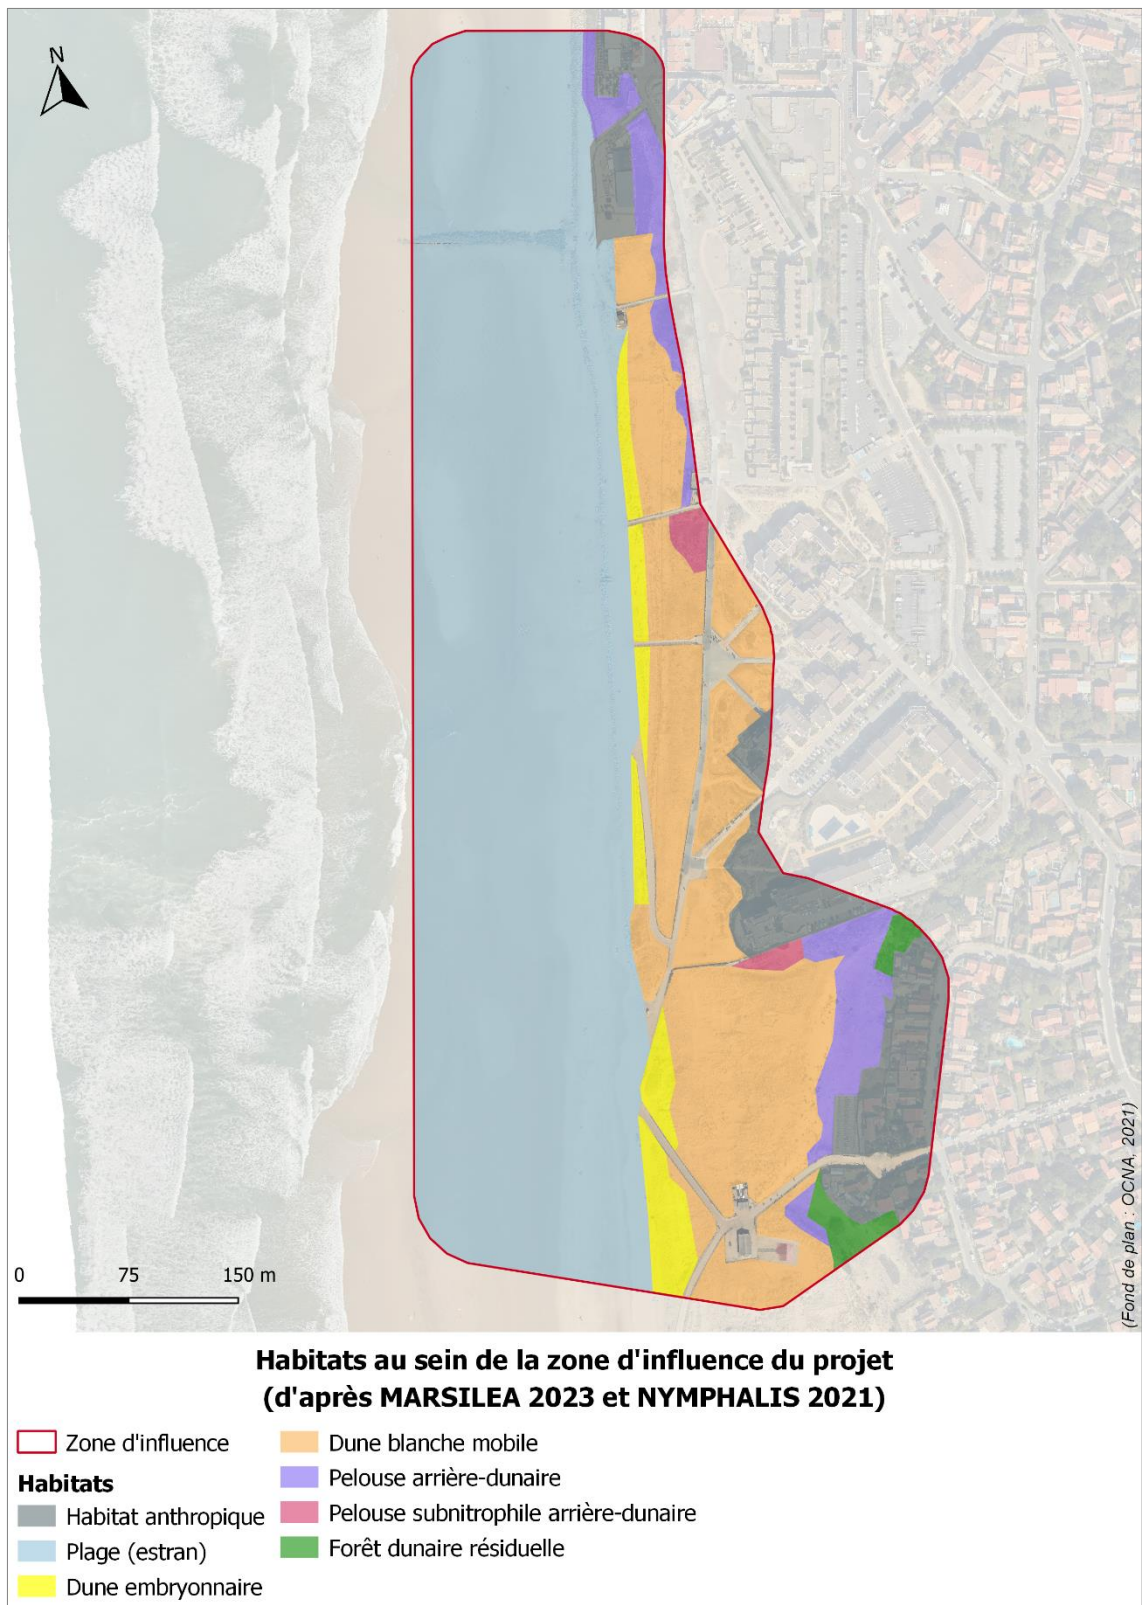 N
0 75 150 m
(Fond de plan : OCNA, 2021)
Habitats au sein de la zone d'influence du projet
(d'après MARSILEA 2023 et NYMPHALIS 2021)
Zone d'influence
Habitats
Habitat anthropique
Plage (estran)
Dune embryonnaire
Dune blanche mobile
Pelouse arrière-dunaire
Pelouse subnitrophile arrière-dunaire
Forêt dunaire résiduelle